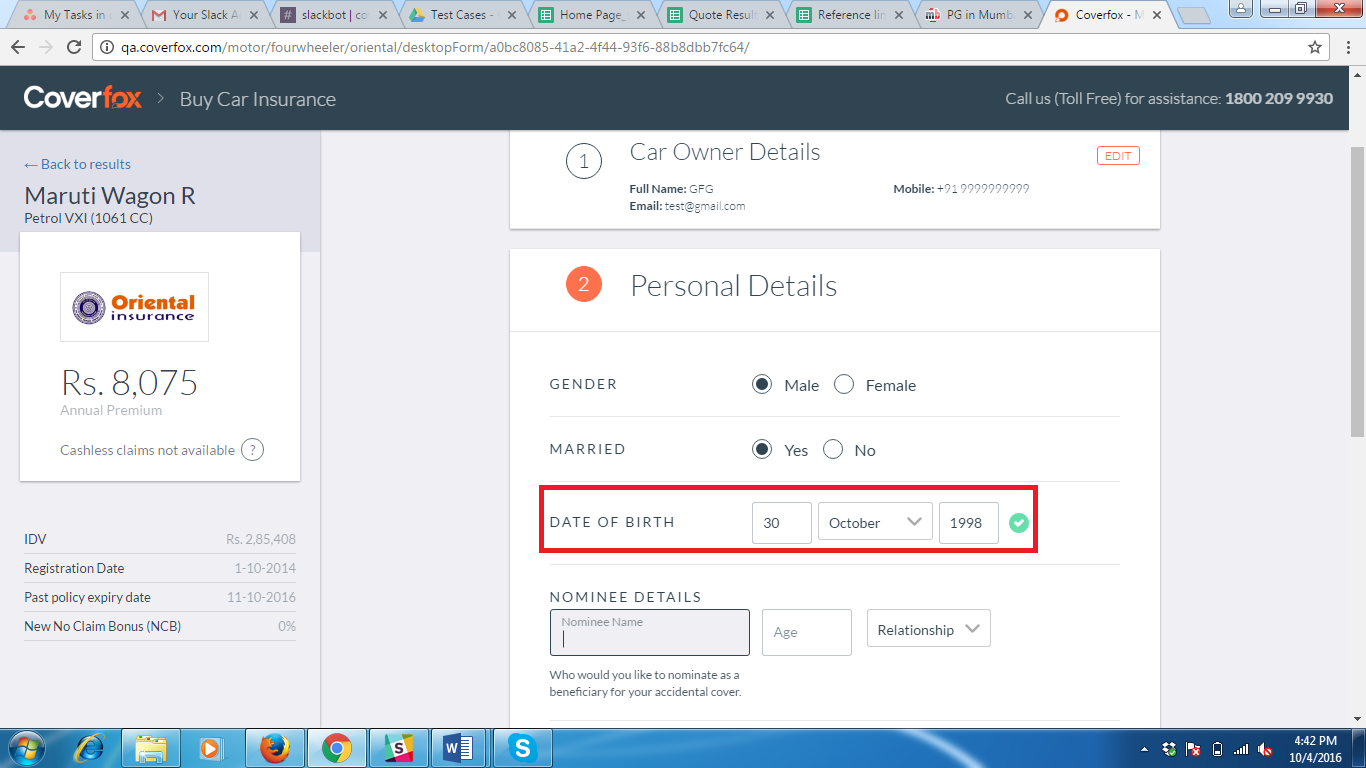 My Tasks in
Your Slack A
slackbot | co
Test Cases -
Home Page_
Quote Resul
Reference lin
PG in Mumb
Coverfox - M
qa.coverfox.com/motor/fourwheeler/oriental/desktopForm/a0bc8085-41a2-4f44-93f6-88b8dbb7fc64/
Coverfox > Buy Car Insurance
Call us (Toll Free) for assistance: 1800 209 9930
← Back to results
Maruti Wagon R
Petrol VXI (1061 CC)
Oriental
insurance
Rs. 8,075
Annual Premium
Cashless claims not available ?
IDV Rs. 2,85,408
Registration Date 1-10-2014
Past policy expiry date 11-10-2016
New No Claim Bonus (NCB) 0%
1 Car Owner Details EDIT
Full Name: GFG Mobile: +91 9999999999
Email: test@gmail.com
2 Personal Details
GENDER Male Female
MARRIED Yes No
DATE OF BIRTH 30 October 1998
NOMINEE DETAILS
Nominee Name
Age
Relationship
Who would you like to nominate as a
beneficiary for your accidental cover.
4:42 PM
10/4/2016